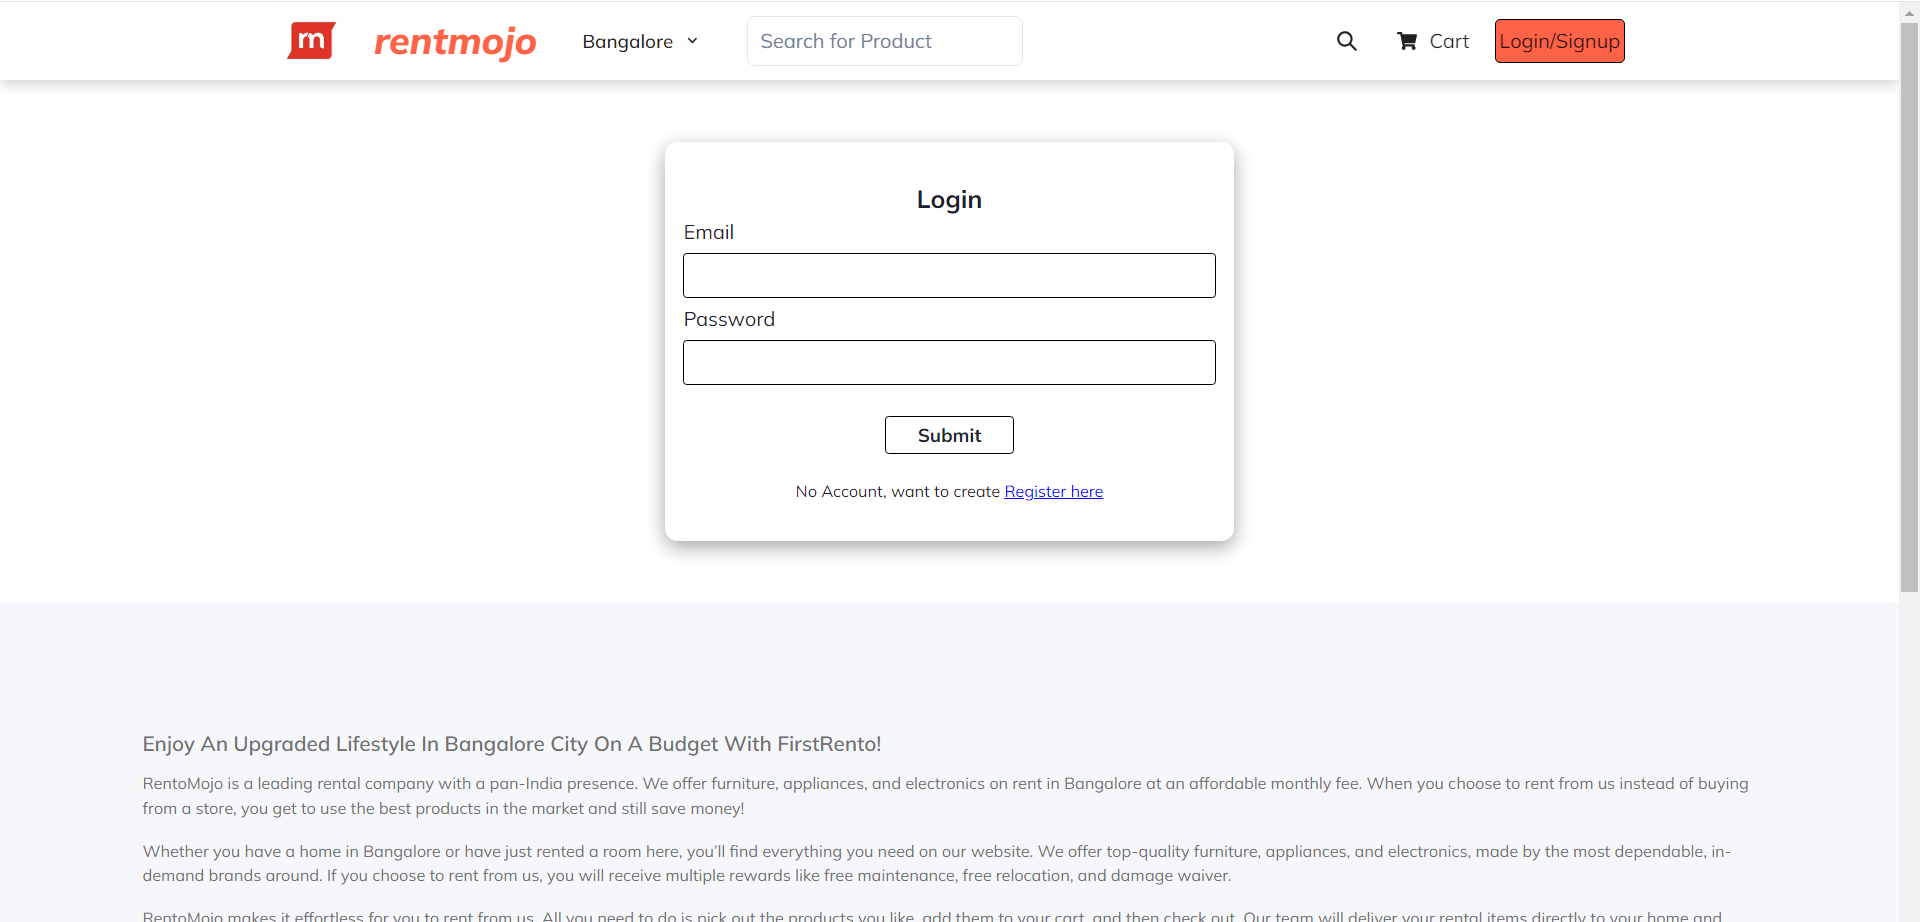 m rentmojo Bangalore Search for Product Cart Login/Signup
Login
Email
Password
Submit
No Account, want to create Register here
Enjoy An Upgraded Lifestyle In Bangalore City On A Budget With FirstRento!
RentoMojo is a leading rental company with a pan-India presence. We offer furniture, appliances, and electronics on rent in Bangalore at an affordable monthly fee. When you choose to rent from us instead of buying
from a store, you get to use the best products in the market and still save money!
Whether you have a home in Bangalore or have just rented a room here, you’ll find everything you need on our website. We offer top-quality furniture, appliances, and electronics, made by the most dependable, in-
demand brands around. If you choose to rent from us, you will receive multiple rewards like free maintenance, free relocation, and damage waiver.
RentoMojo makes it effortless for you to rent from us. All you need to do is pick out the products you like, add them to your cart, and then check out. Our team will deliver your rental items directly to your home and